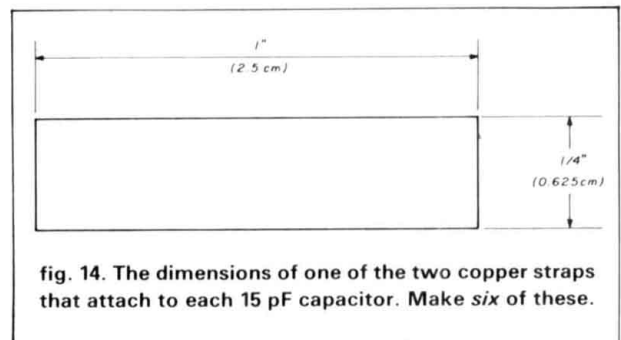 1"
(2.5 cm)
1/4"
(0.625cm)
fig. 14. The dimensions of one of the two copper straps
that attach to each 15 pF capacitor. Make six of these.